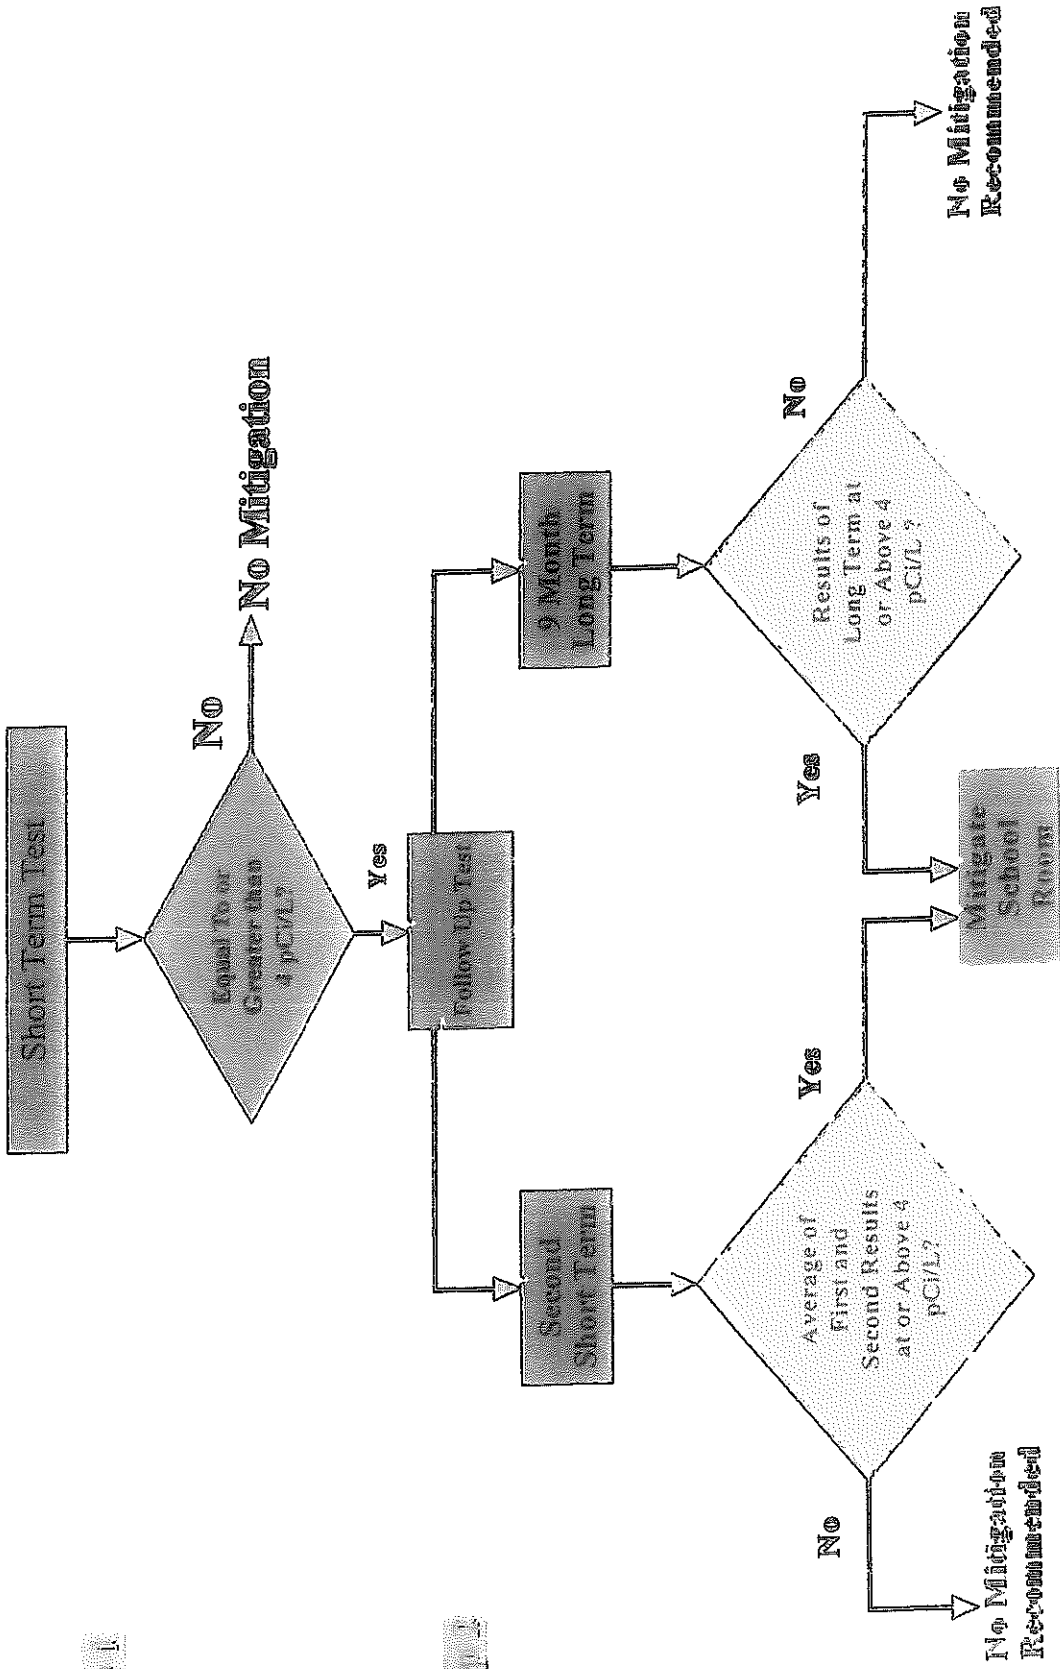 Short Term Test
Equal To or
Greater than
4 pCi/L?
No
No Mitigation
Yes
Follow Up Test
Second
Short Term
9 Month
Long Term
Average of
First and
Second Results
at or Above 4
pCi/L?
Results of
Long Term at
or Above 4
pCi/L ?
No
Yes
Yes
No
No Mitigation
Recommended
Mitigate
School
Room
No Mitigation
Recommended